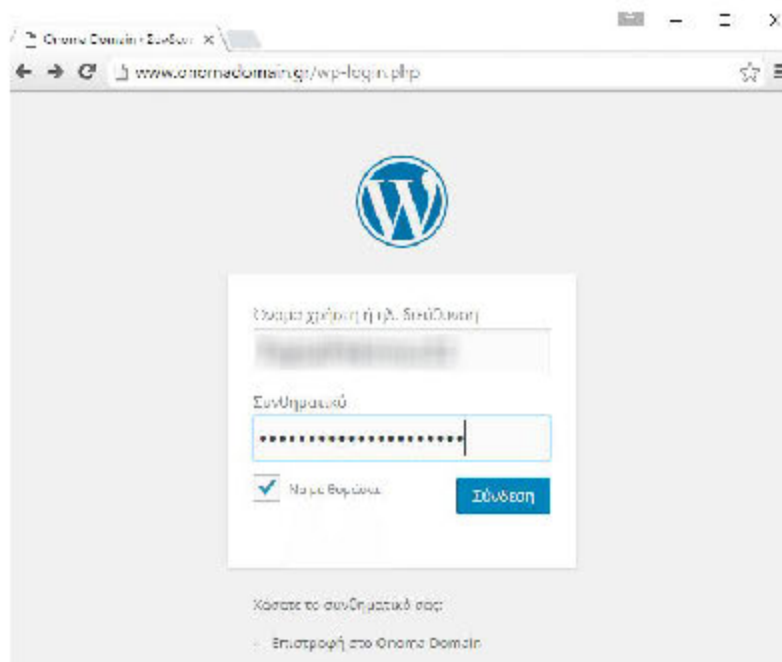 Onoma Domain ‹ Σύνδεση
www.onomadomain.gr/wp-login.php
Όνομα χρήστη ή ηλ. διεύθυνση
Συνθηματικό
Να με θυμάσαι
Σύνδεση
Χάσατε το συνθηματικό σας;
← Επιστροφή στο Onoma Domain